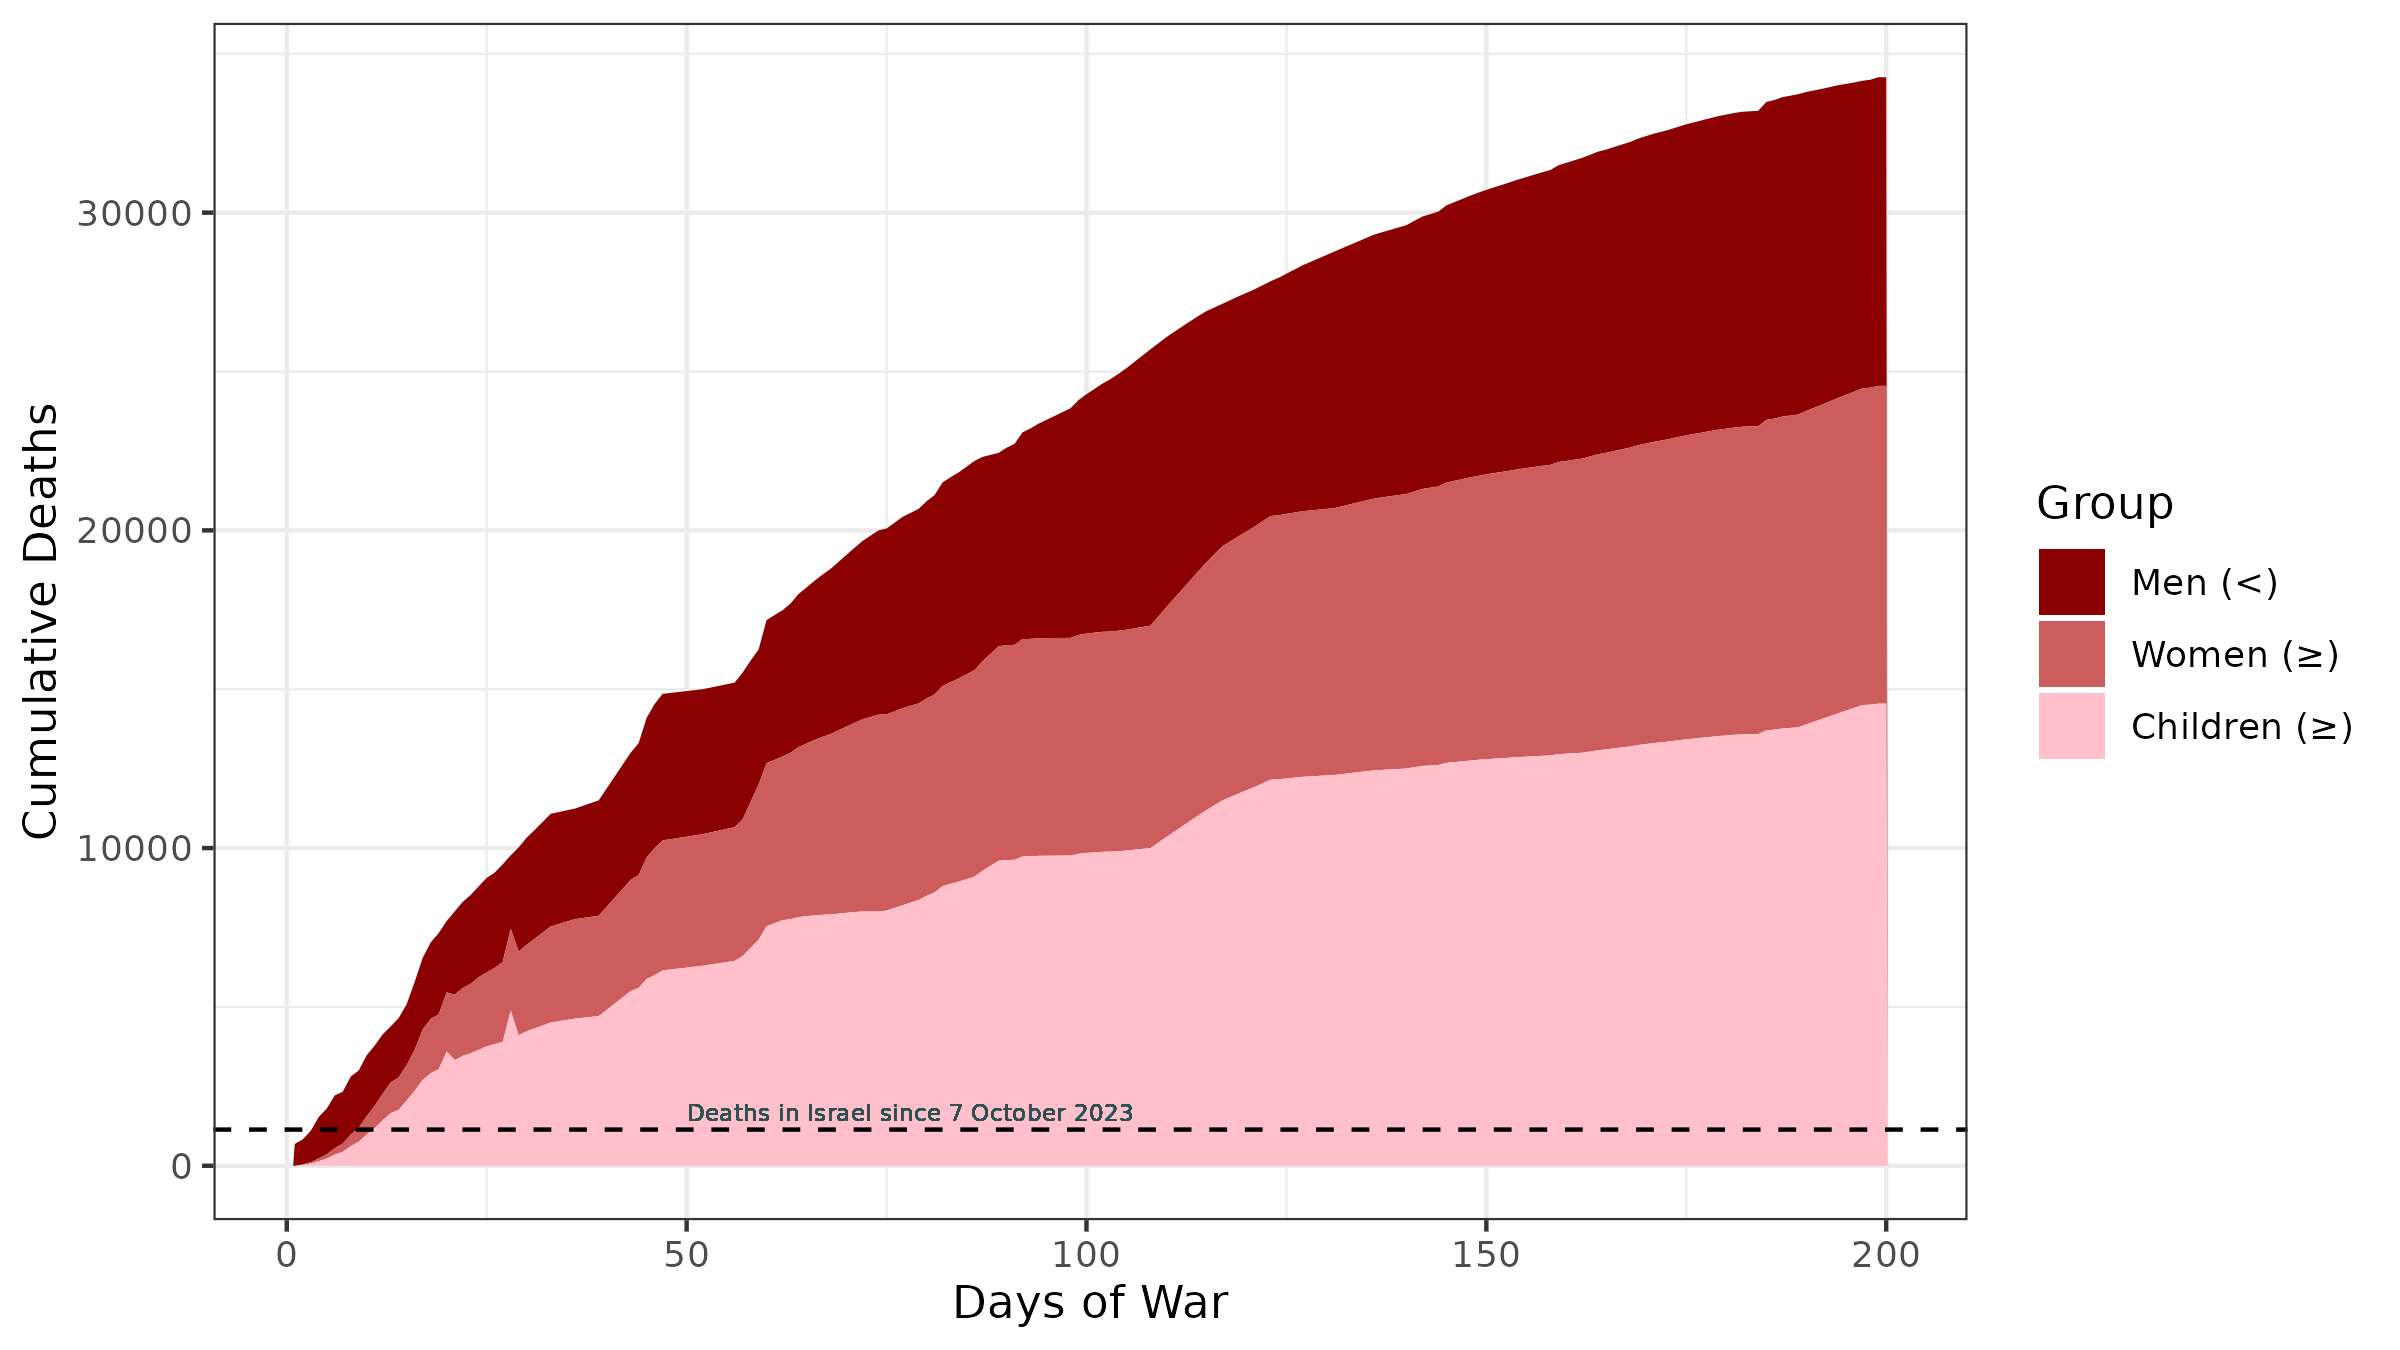 Cumulative Deaths
30000
20000
10000
0
Deaths in Israel since 7 October 2023
0 50 100 150 200
Days of War
Group
Men (<)
Women (≥)
Children (≥)